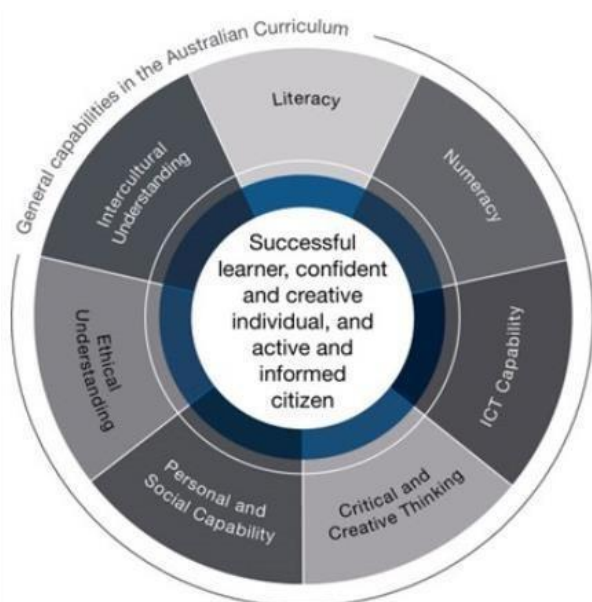 General capabilities in the Australian Curriculum
Literacy
Numeracy
ICT Capability
Critical and
Creative Thinking
Personal and
Social Capability
Ethical
Understanding
Intercultural
Understanding
Successful
learner, confident
and creative
individual, and
active and
informed
citizen